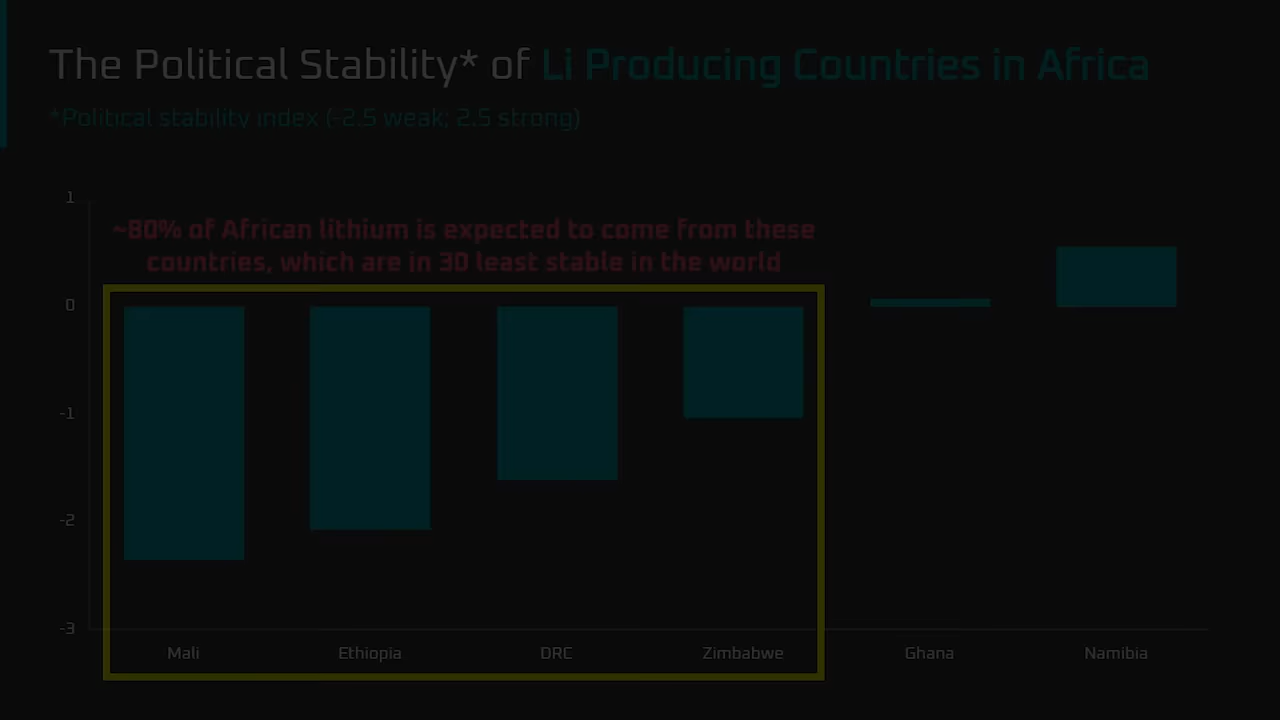 The Political Stability* of Li Producing Countries in Africa
*Political stability index (-2.5 weak; 2.5 strong)
1
~80% of African lithium is expected to come from these
countries, which are in 30 least stable in the world
0
-1
-2
-3
Mali Ethiopia DRC Zimbabwe Ghana Namibia